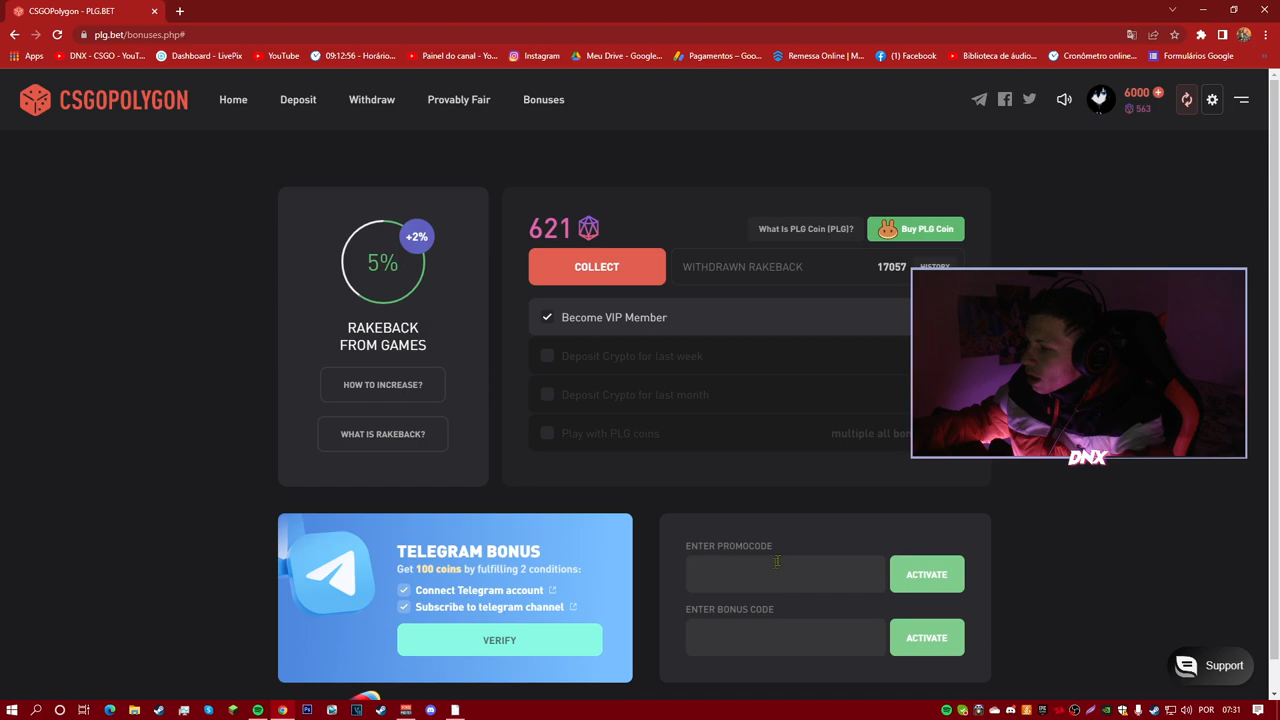 CSGOPolygon - PLG.BET
plg.bet/bonuses.php#
Apps DNX - CSGO - YouT... Dashboard - LivePix YouTube 09:12:56 - Horário... Painel do canal - Yo... Instagram Meu Drive - Google... Pagamentos – Goog... Remessa Online | M... (1) Facebook Biblioteca de áudio... Cronômetro online... Formulários Google
CSGOPOLYGON Home Deposit Withdraw Provably Fair Bonuses 6000
563
621 What Is PLG Coin (PLG)? Buy PLG Coin
+2%
5%
COLLECT WITHDRAWN REKEBACK 17057 HISTORY
RAKEBACK
FROM GAMES
HOW TO INCREASE?
WHAT IS RAKEBACK?
Become VIP Member
Deposit Crypto for last week
Deposit Crypto for last month
Play with PLG coins multiple all bon
DNX
TELEGRAM BONUS
Get 100 coins by fulfilling 2 conditions:
Connect Telegram account
Subscribe to telegram channel
VERIFY
ENTER PROMOCODE
ACTIVATE
ENTER BONUS CODE
ACTIVATE
Support
POR 07:31